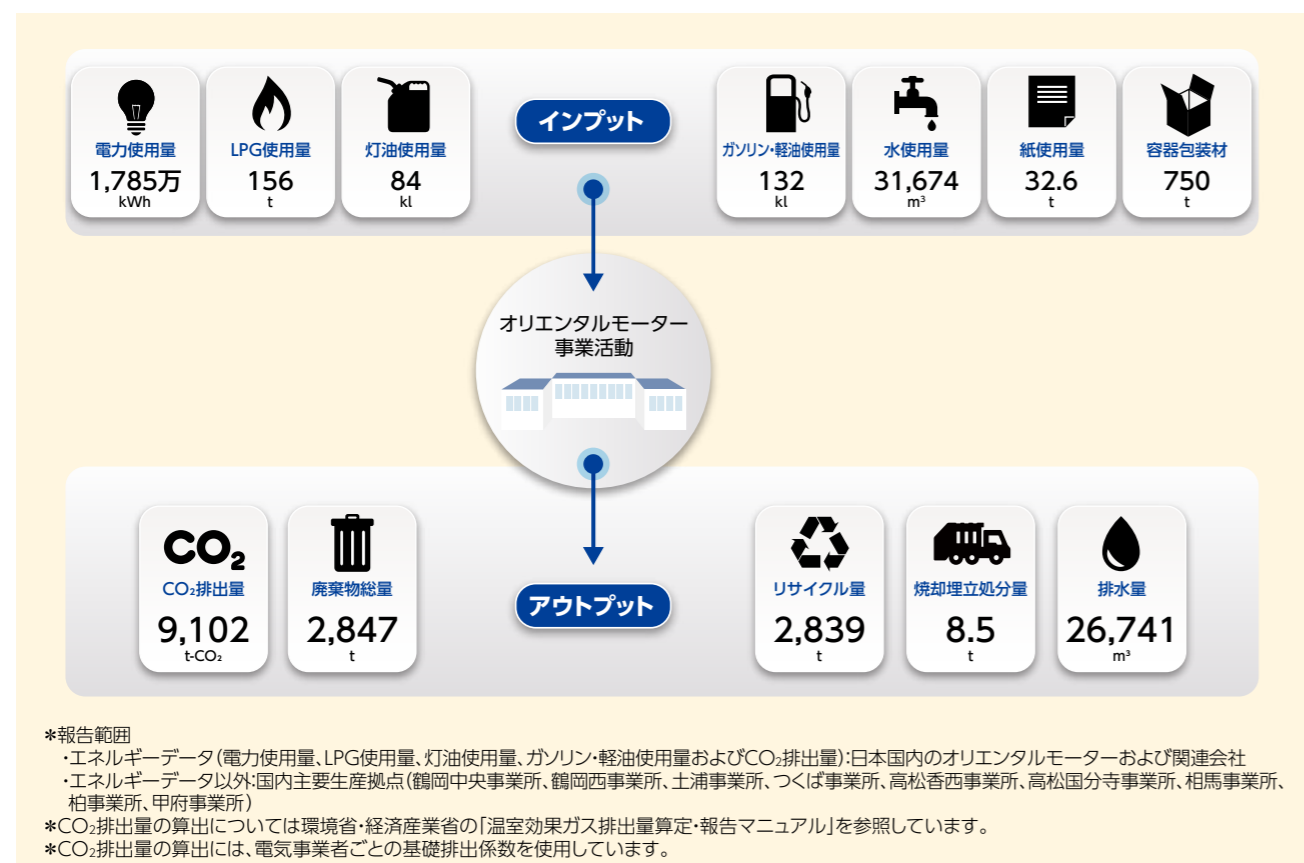 インプット
電力使用量
1,785万
kWh
LPG使用量
156
t
灯油使用量
84
kl
ガソリン・軽油使用量
132
kl
水使用量
31,674
m³
紙使用量
32.6
t
容器包装材
750
t
オリエンタルモーター
事業活動
アウトプット
CO₂
CO₂排出量
9,102
t-CO₂
廃棄物総量
2,847
t
リサイクル量
2,839
t
焼却埋立処分量
8.5
t
排水量
26,741
m³
*報告範囲
・エネルギーデータ(電力使用量、LPG使用量、灯油使用量、ガソリン・軽油使用量およびCO₂排出量):日本国内のオリエンタルモーターおよび関連会社
・エネルギーデータ以外:国内主要生産拠点(鶴岡中央事業所、鶴岡西事業所、土浦事業所、つくば事業所、高松香西事業所、高松国分寺事業所、相馬事業所、
柏事業所、甲府事業所)
*CO₂排出量の算出については環境省・経済産業省の「温室効果ガス排出量算定・報告マニュアル」を参照しています。
*CO₂排出量の算出には、電気事業者ごとの基礎排出係数を使用しています。